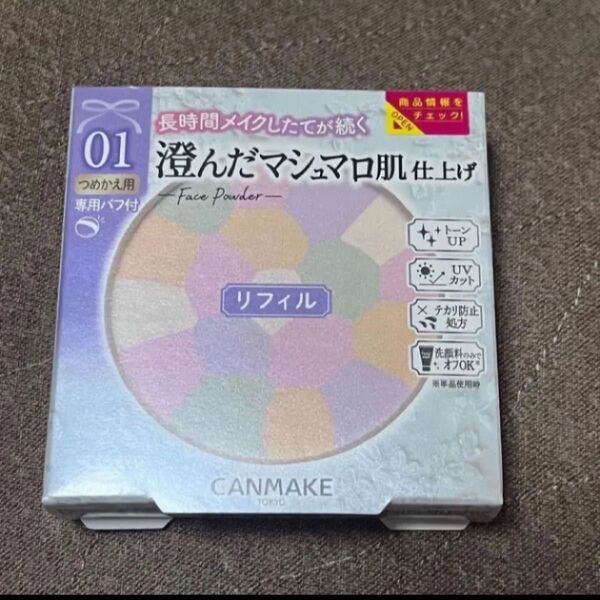 商品情報を
チェック!
OPEN
01
つめかえ用
専用パフ付
長時間メイクしたてが続く
澄んだマシュマロ肌仕上げ
Face Powder
リフィル
トーン
UP
UV
カット
テカリ防止
処方
洗顔料のみで
オフOK※
※単品使用時
CANMAKE
TOKYO